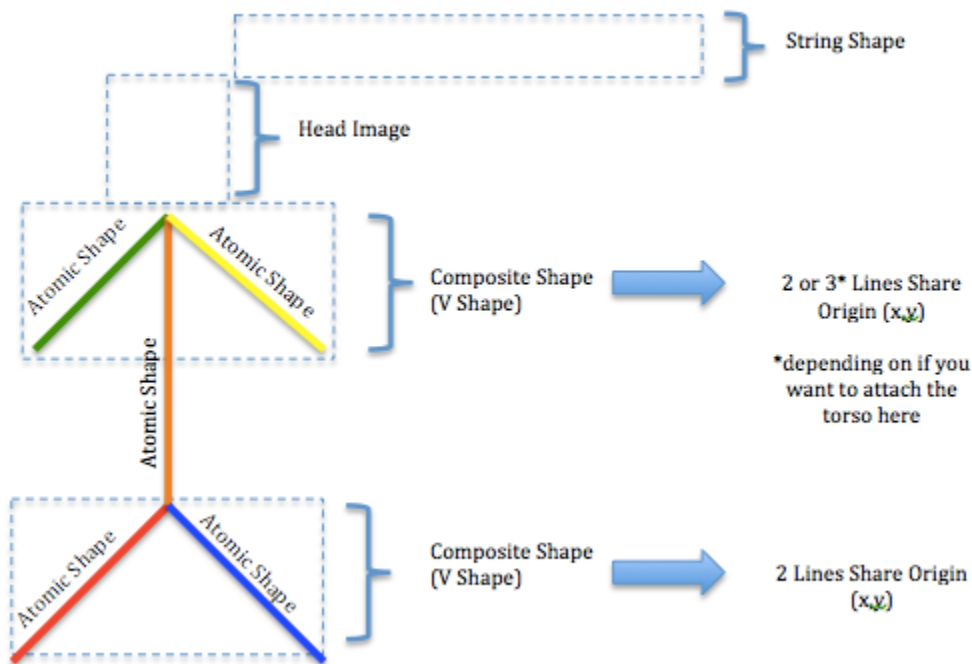 String Shape
Head Image
Atomic Shape
Atomic Shape
Composite Shape
(V Shape)
2 or 3* Lines Share
Origin (x,y)
*depending on if you
want to attach the
torso here
Atomic Shape
Atomic Shape
Atomic Shape
Composite Shape
(V Shape)
2 Lines Share Origin
(x,y)